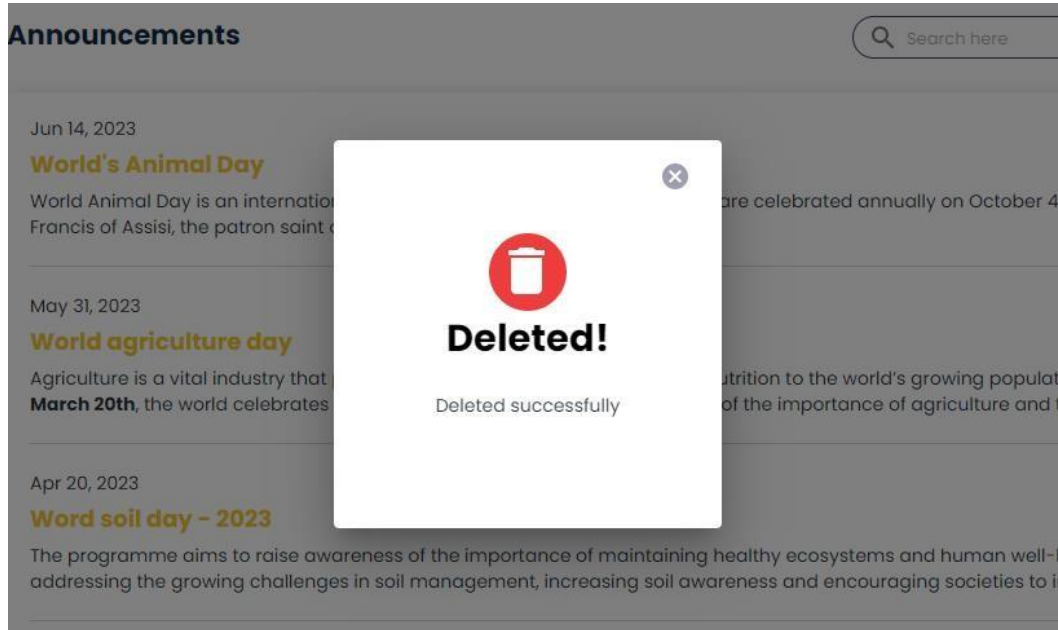 Announcements
Search here
Jun 14, 2023
World's Animal Day
World Animal Day is an are celebrated annually on October 4
Francis of Assisi, the patron saint
May 31, 2023
World agriculture day
Agriculture is a vital industry that to the world's growing
March 20th, the world celebrates of the importance of agriculture and
Apr 20, 2023
Word soil day - 2023
The programme aims to raise awareness of the importance of maintaining healthy ecosystems and human
addressing the growing challenges in soil management, increasing soil awareness and encouraging societies to
Deleted!
Deleted successfully